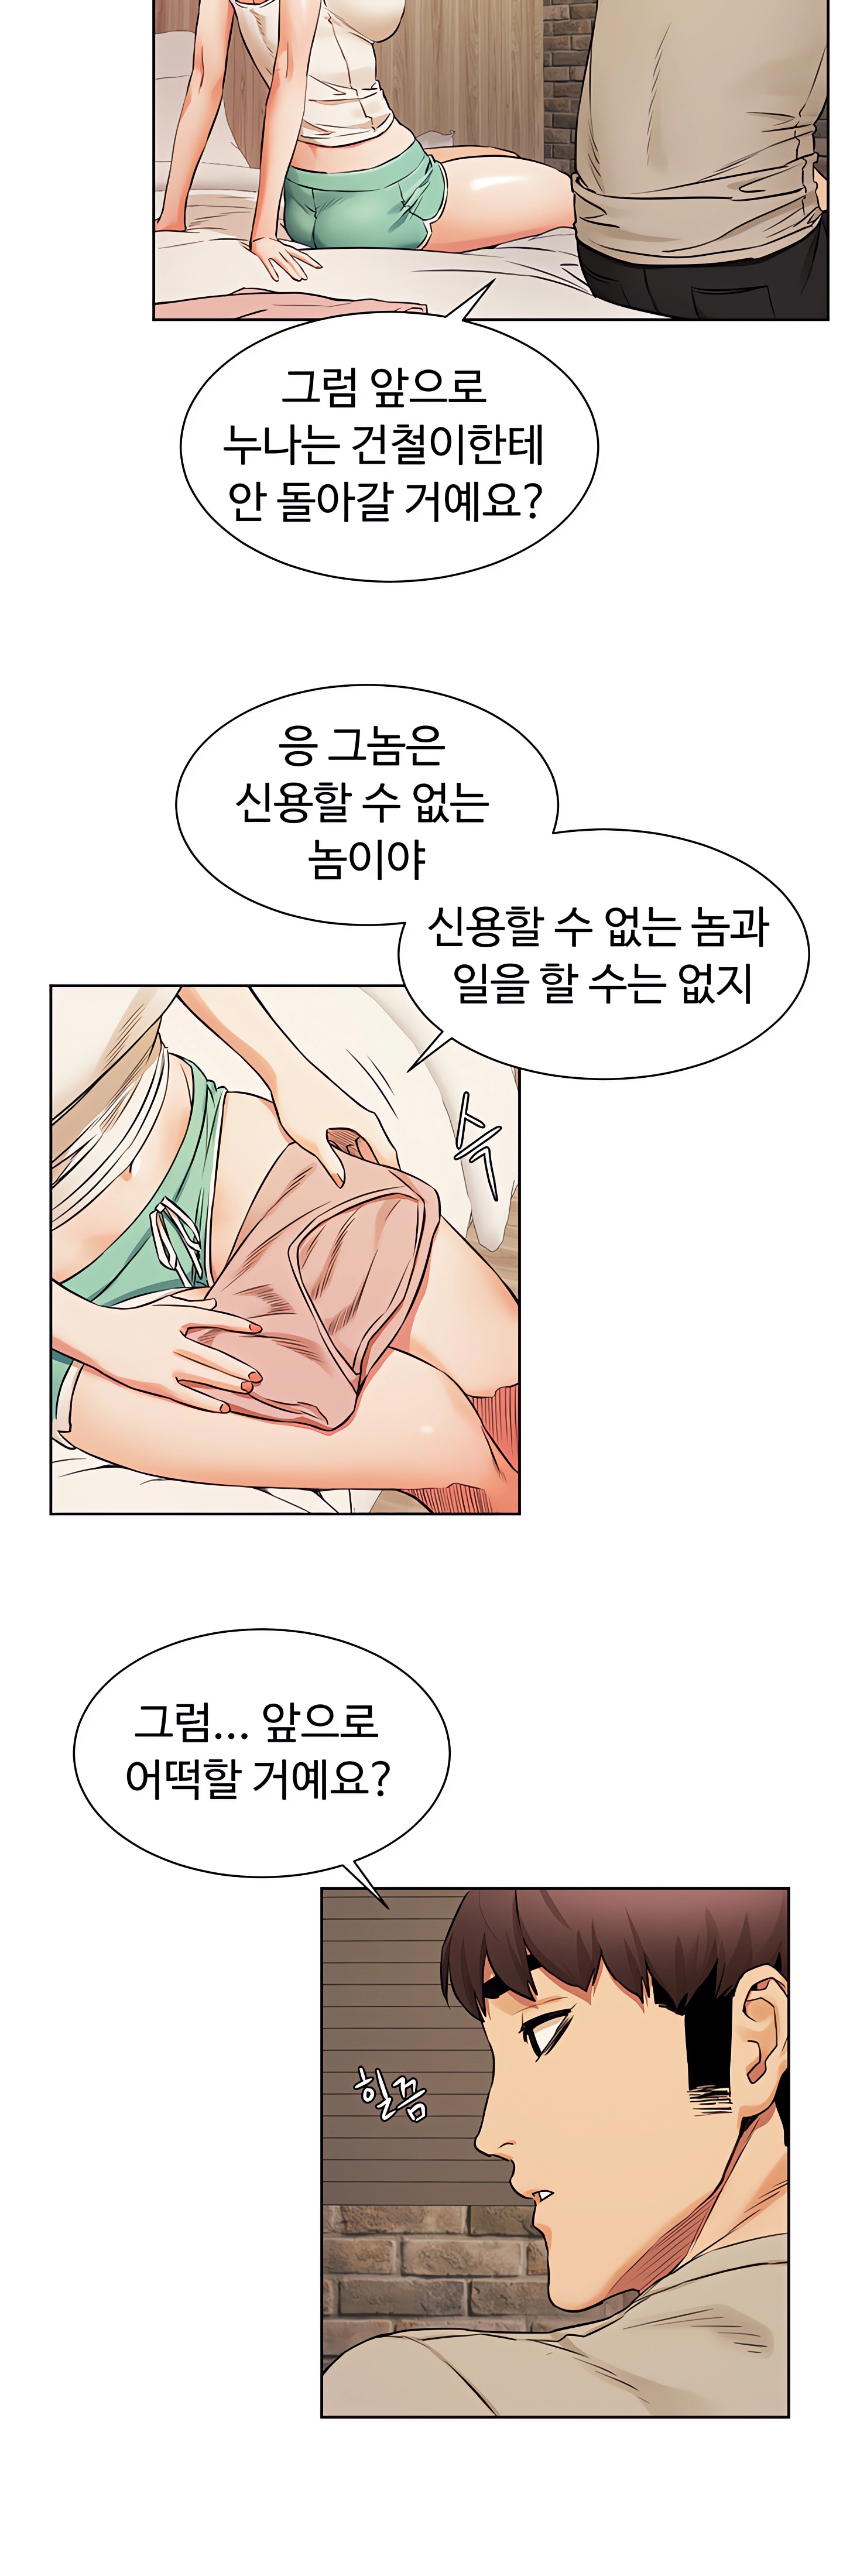 그럼 앞으로
누나는 건철이한테
안 돌아갈 거예요?
응 그놈은
신용할 수 없는
놈이야
신용할 수 없는 놈과
일을 할 수는 없지
슥
그럼... 앞으로
어떡할 거예요?
힐끔